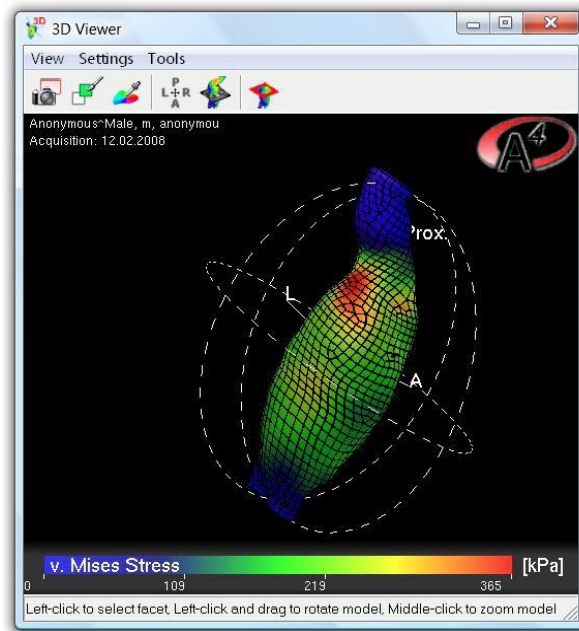 3D Viewer
View Settings Tools
P
L R
A
Anonymous^Male, m, anonymou
Acquisition: 12.02.2008
A4
Prox.
L
A
v. Mises Stress [kPa]
0 109 219 365
Left-click to select facet, Left-click and drag to rotate model, Middle-click to zoom model